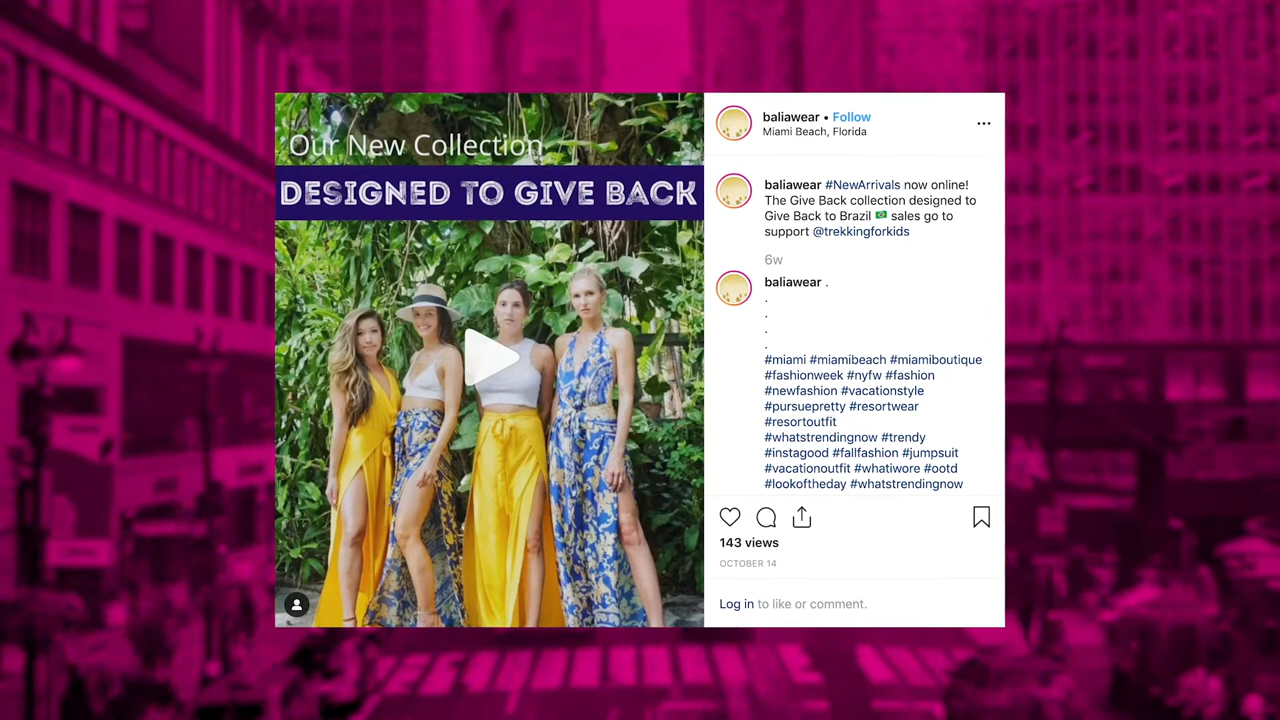 Our New Collection
DESIGNED TO GIVE BACK
baliawear • Follow
Miami Beach, Florida
baliawear #NewArrivals now online!
The Give Back collection designed to
Give Back to Brazil 🇧🇷 sales go to
support @trekkingforkids
6w
baliawear .
.
.
.
.
#miami #miamibeach #miamiboutique
#fashionweek #nyfw #fashion
#newfashion #vacationstyle
#pursuepretty #resortwear
#resortoutfit
#whatstrendingnow #trendy
#instagood #fallfashion #jumpsuit
#vacationoutfit #whatiwore #ootd
#lookoftheday #whatstrendingnow
143 views
OCTOBER 14
Log in to like or comment.